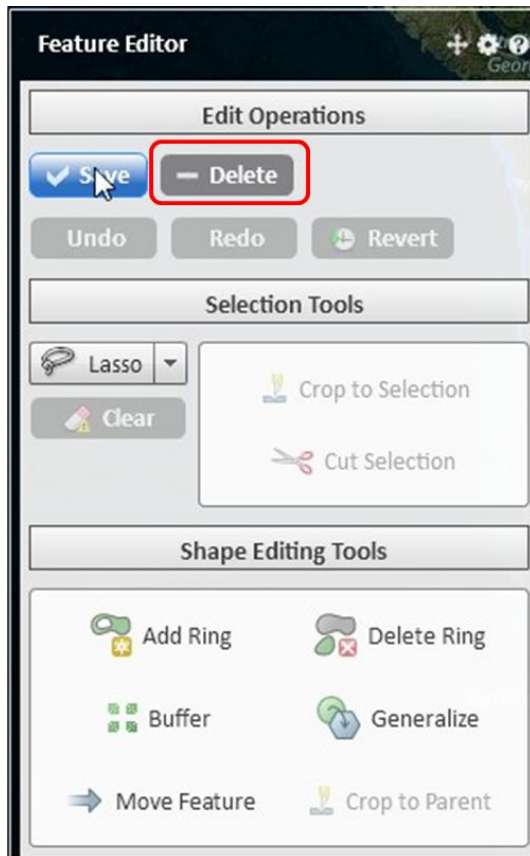 Feature Editor
Edit Operations
Save
Delete
Undo
Redo
Revert
Selection Tools
Lasso
Crop to Selection
Clear
Cut Selection
Shape Editing Tools
Add Ring
Delete Ring
Buffer
Generalize
Move Feature
Crop to Parent